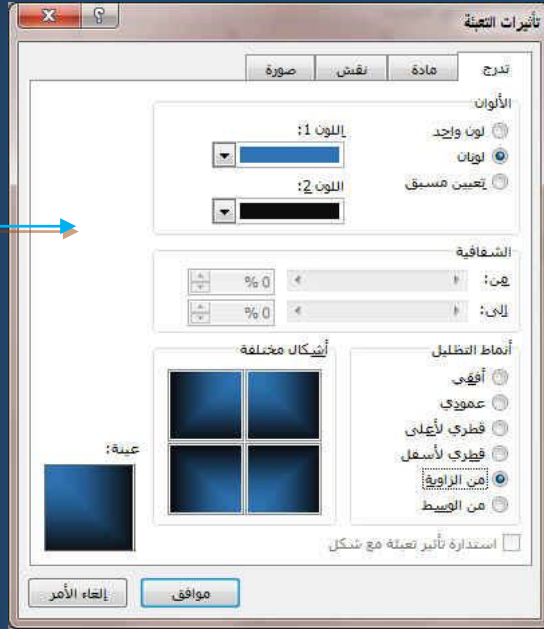 تأثيرات التعبئة
تدرج مادة نقش صورة
الألوان
لون واحد
لونان
تعيين مسبق
اللون 1:
اللون 2:
الشفافية
من: 0 %
إلى: 0 %
أنماط التظليل
أفقي
عمودي
قطري لأعلى
قطري لأسفل
من الزاوية
من الوسط
أشكال مختلفة
عينة:
استدارة تأثير تعبئة مع شكل
موافق إلغاء الأمر